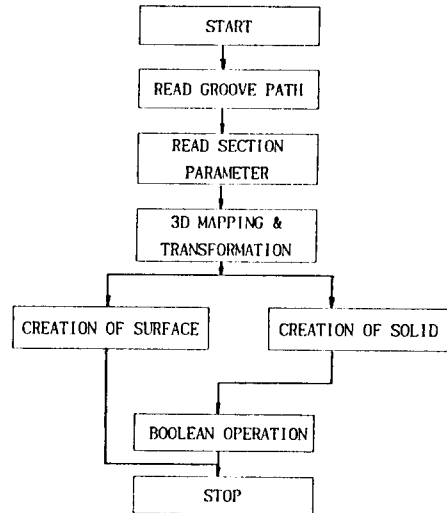 START
READ GROOVE PATH
READ SECTION
PARAMETER
3D MAPPING &
TRANSFORMATION
CREATION OF SURFACE
CREATION OF SOLID
BOOLEAN OPERATION
STOP